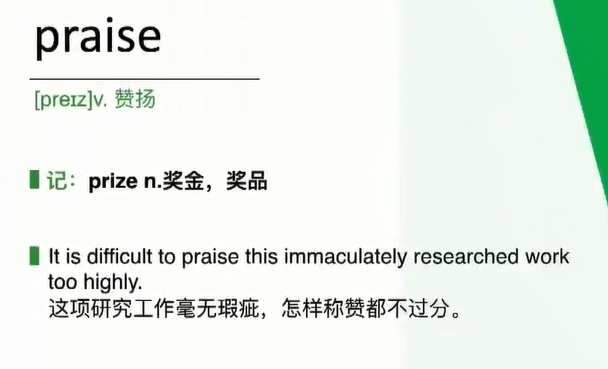 praise
[preɪz]v. 赞扬
记：prize n.奖金，奖品
It is difficult to praise this immaculately researched work
too highly.
这项研究工作毫无瑕疵，怎样称赞都不过分。